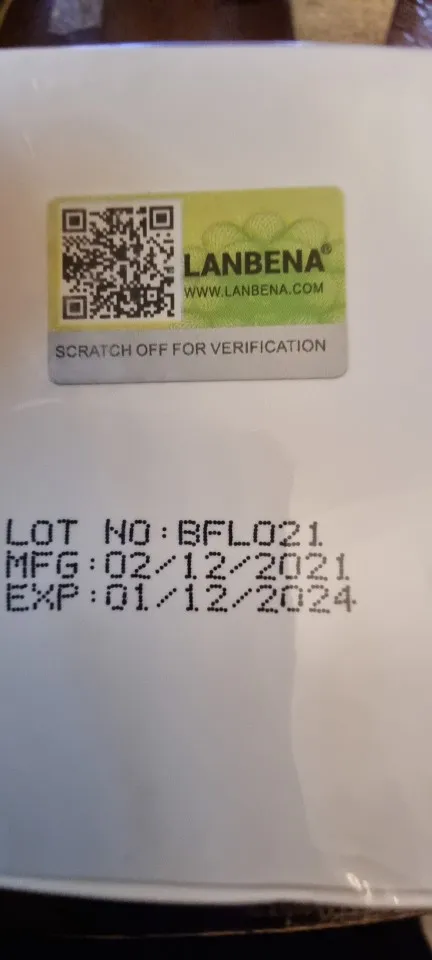 LANBENA®
WWW.LANBENA.COM
SCRATCH OFF FOR VERIFICATION
LOT NO:BFL021
MFG:02/12/2021
EXP:01/12/2024